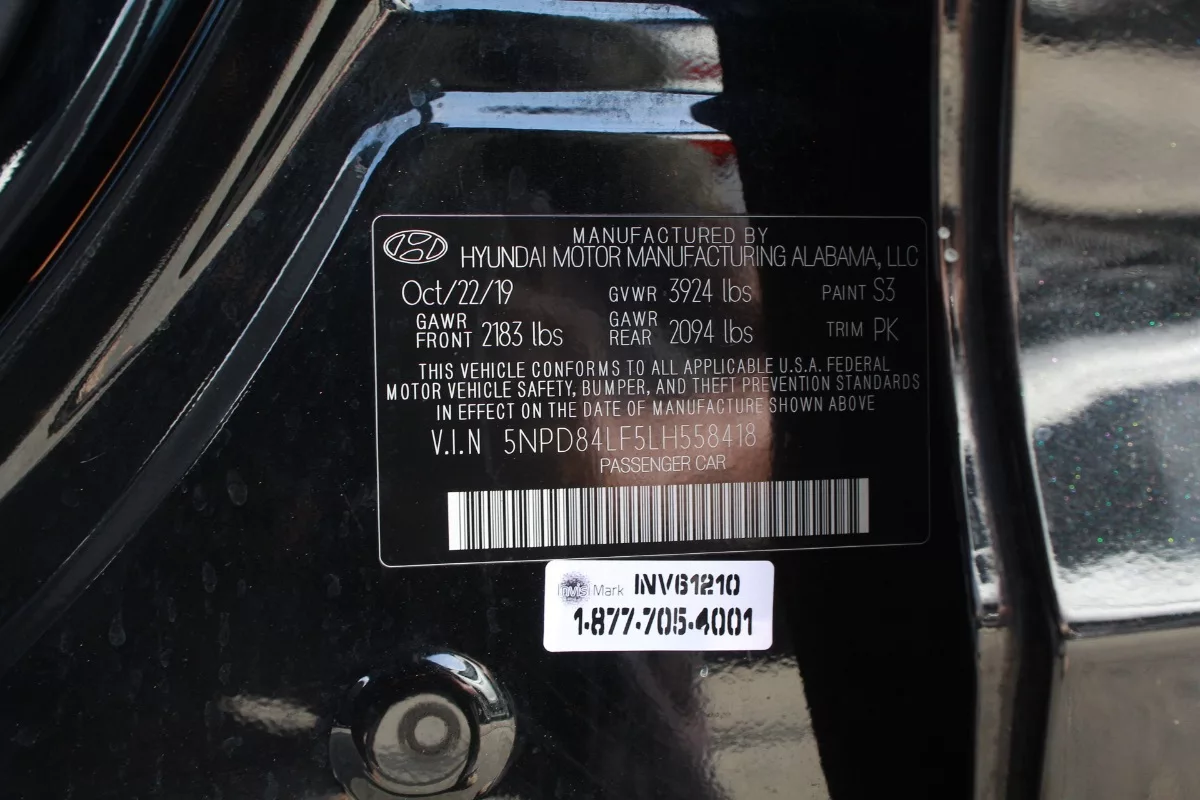 MANUFACTURED BY
HYUNDAI MOTOR MANUFACTURING ALABAMA, LLC
Oct/22/19 GVWR 3924 lbs PAINT S3
GAWR FRONT 2183 lbs GAWR REAR 2094 lbs TRIM PK
THIS VEHICLE CONFORMS TO ALL APPLICABLE U.S.A. FEDERAL
MOTOR VEHICLE SAFETY, BUMPER, AND THEFT PREVENTION STANDARDS
IN EFFECT ON THE DATE OF MANUFACTURE SHOWN ABOVE
V.I.N 5NPD84LF5LH558418
PASSENGER CAR
InvisiMark INV61210
1-877-705-4001